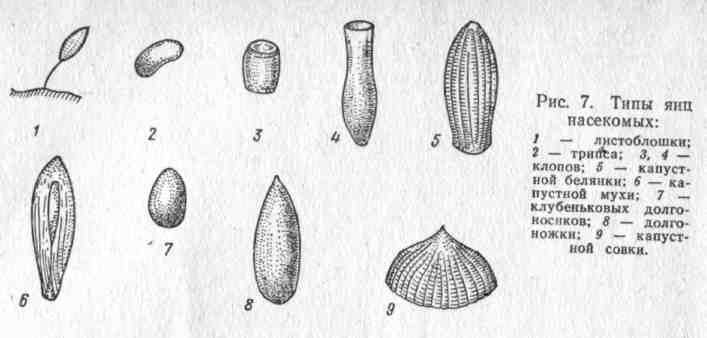 1
2
3
4
5
6
7
8
9
Рис. 7. Типы яиц
насекомых:
1 — листоблошки;
2 — трипса; 3, 4 —
клопов; 5 — капуст-
ной белянки; 6 — ка-
пустной мухи; 7 —
клубеньковых долго-
носиков; 8 — долго-
ножки; 9 — капуст-
ной совки.